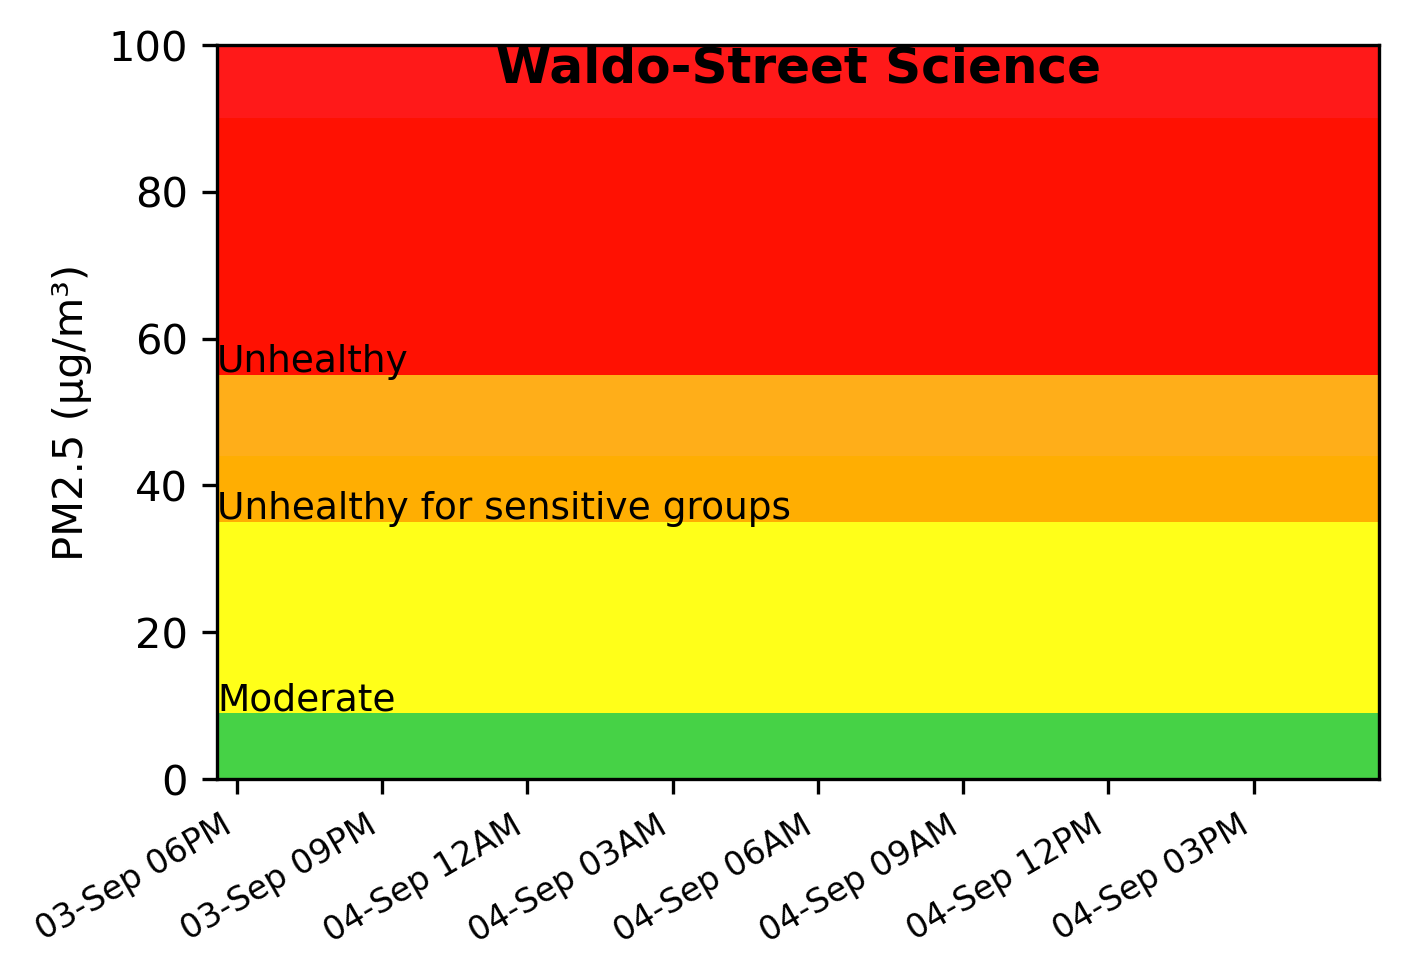 Waldo-Street Science
100
80
60
40
20
0
PM2.5 (µg/m³)
Unhealthy
Unhealthy for sensitive groups
Moderate
03-Sep 06PM
03-Sep 09PM
04-Sep 12AM
04-Sep 03AM
04-Sep 06AM
04-Sep 09AM
04-Sep 12PM
04-Sep 03PM